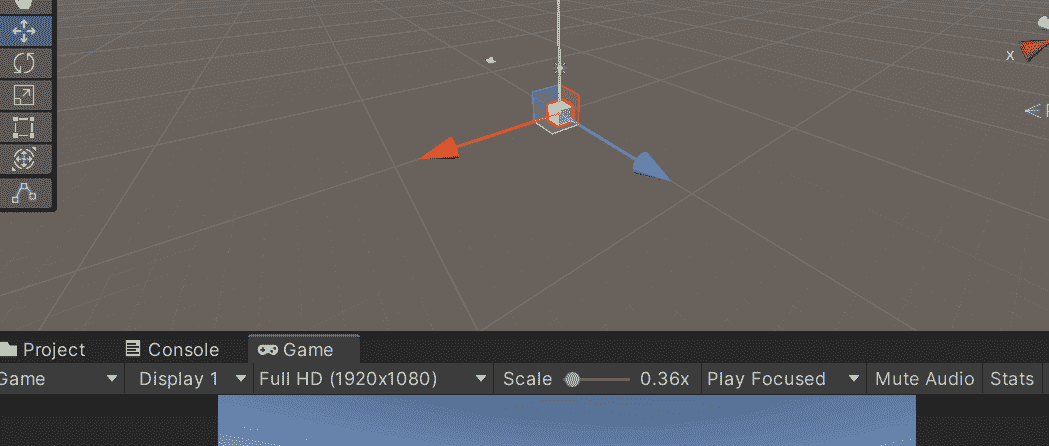 x
Project Console Game
Game Display 1 Full HD (1920x1080) Scale 0.36x Play Focused Mute Audio Stats